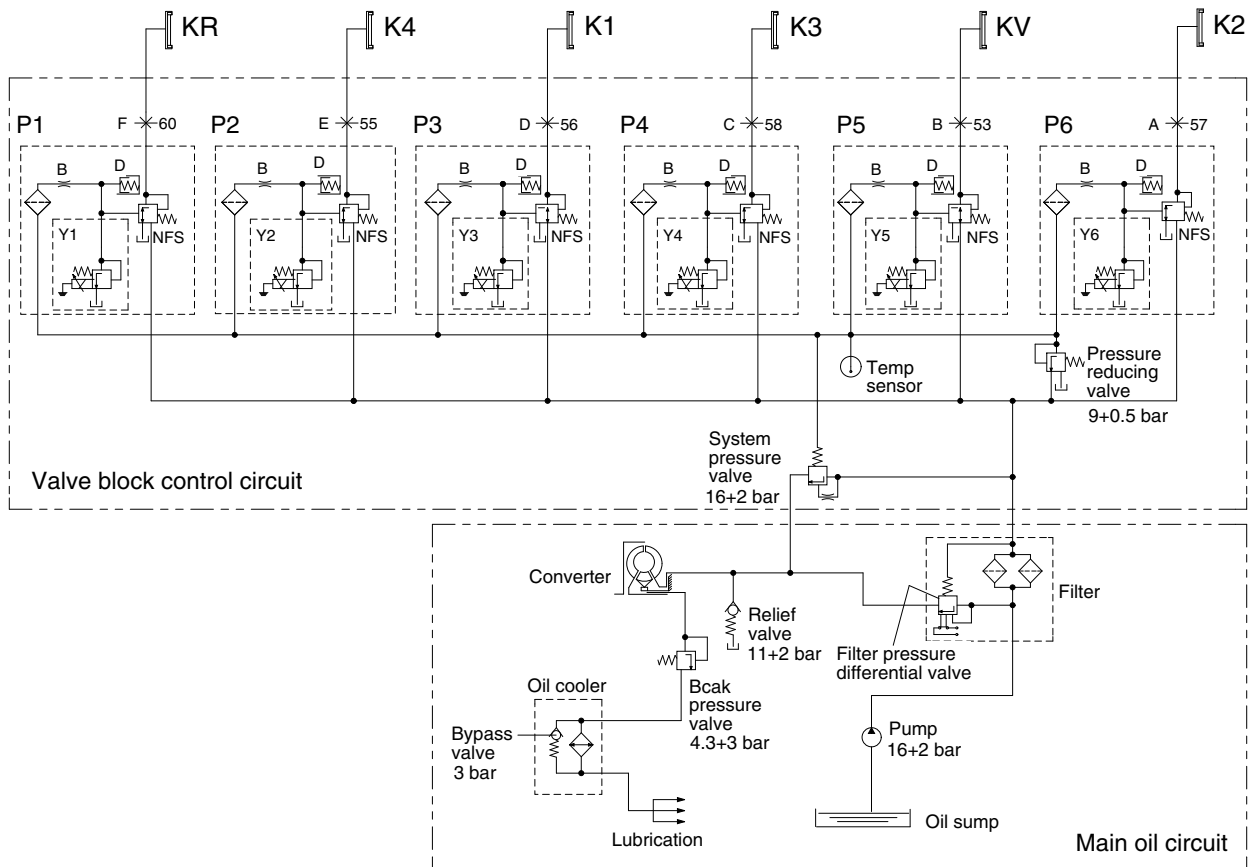 KR K4 K1 K3 KV K2
P1 F 60 P2 E 55 P3 D 56 P4 C 58 P5 B 53 P6 A 57
B D B D B D B D B D B D
Y1 NFS Y2 NFS Y3 NFS Y4 NFS Y5 NFS Y6 NFS
Temp
sensor
Pressure
reducing
valve
9+0.5 bar
System
pressure
valve
16+2 bar
Valve block control circuit
Converter
Relief
valve
11+2 bar
Filter
Filter pressure
differential valve
Oil cooler
Bcak
pressure
valve
4.3+3 bar
Bypass
valve
3 bar
Pump
16+2 bar
Lubrication
Oil sump
Main oil circuit